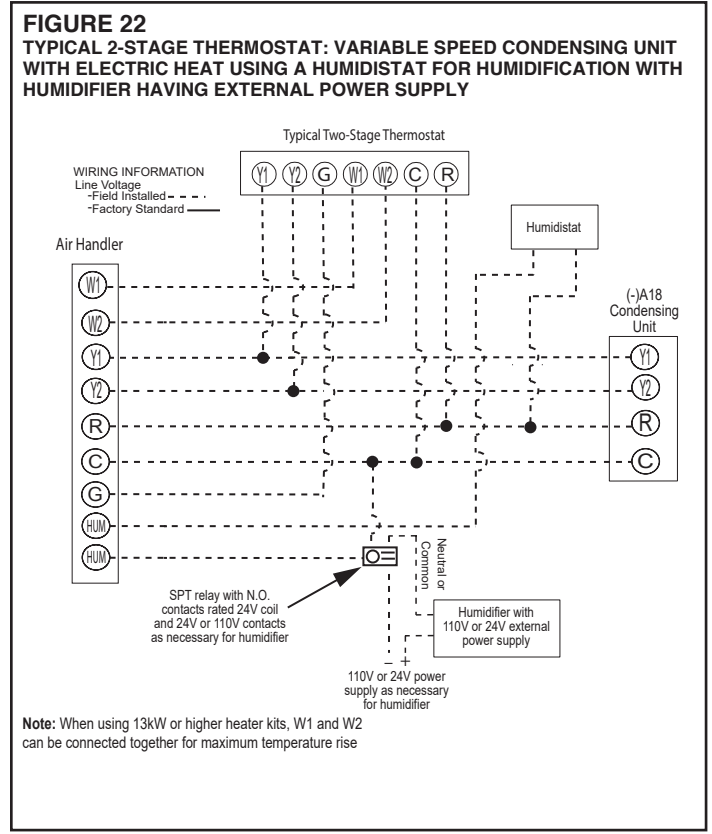 FIGURE 22
TYPICAL 2-STAGE THERMOSTAT: VARIABLE SPEED CONDENSING UNIT
WITH ELECTRIC HEAT USING A HUMIDISTAT FOR HUMIDIFICATION WITH
HUMIDIFIER HAVING EXTERNAL POWER SUPPLY
Typical Two-Stage Thermostat
Y1 Y2 G W1 W2 C R
WIRING INFORMATION
Line Voltage
-Field Installed
-Factory Standard
Humidistat
Air Handler
W1
W2
Y1
Y2
R
C
G
HUM
HUM
(-)A18
Condensing
Unit
Y1
Y2
R
C
Neutral or
Common
SPT relay with N.O.
contacts rated 24V coil
and 24V or 110V contacts
as necessary for humidifier
Humidifier with
110V or 24V external
power supply
– +
110V or 24V power
supply as necessary
for humidifier
Note: When using 13kW or higher heater kits, W1 and W2
can be connected together for maximum temperature rise